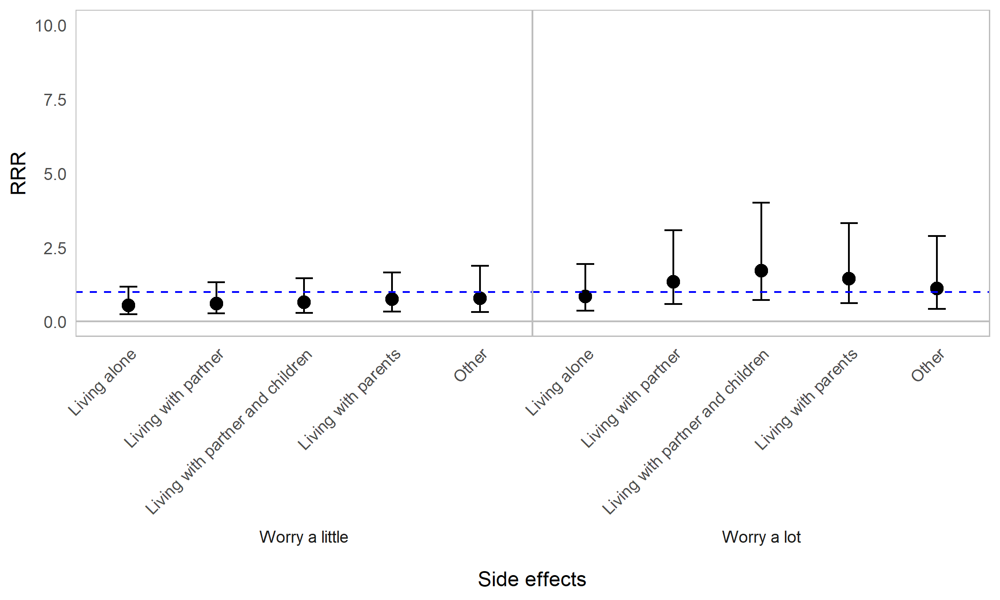 10.0
7.5
5.0
2.5
0.0
RRR
Living alone
Living with partner
Living with partner and children
Living with parents
Other
Living alone
Living with partner
Living with partner and children
Living with parents
Other
Worry a little
Worry a lot
Side effects